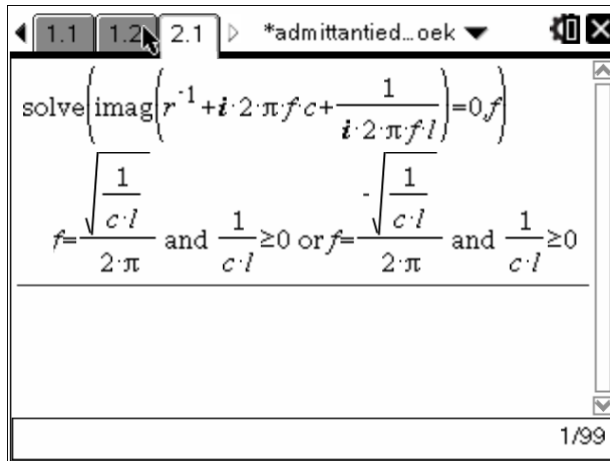 1.1 1.2 2.1 *admittantied…oek
solve(imag(r⁻¹+i·2·π·f·c+1/(i·2·π·f·l))=0,f)
f=√(1/(c·l))/(2·π) and 1/(c·l)≥0 or f=-√(1/(c·l))/(2·π) and 1/(c·l)≥0
1/99